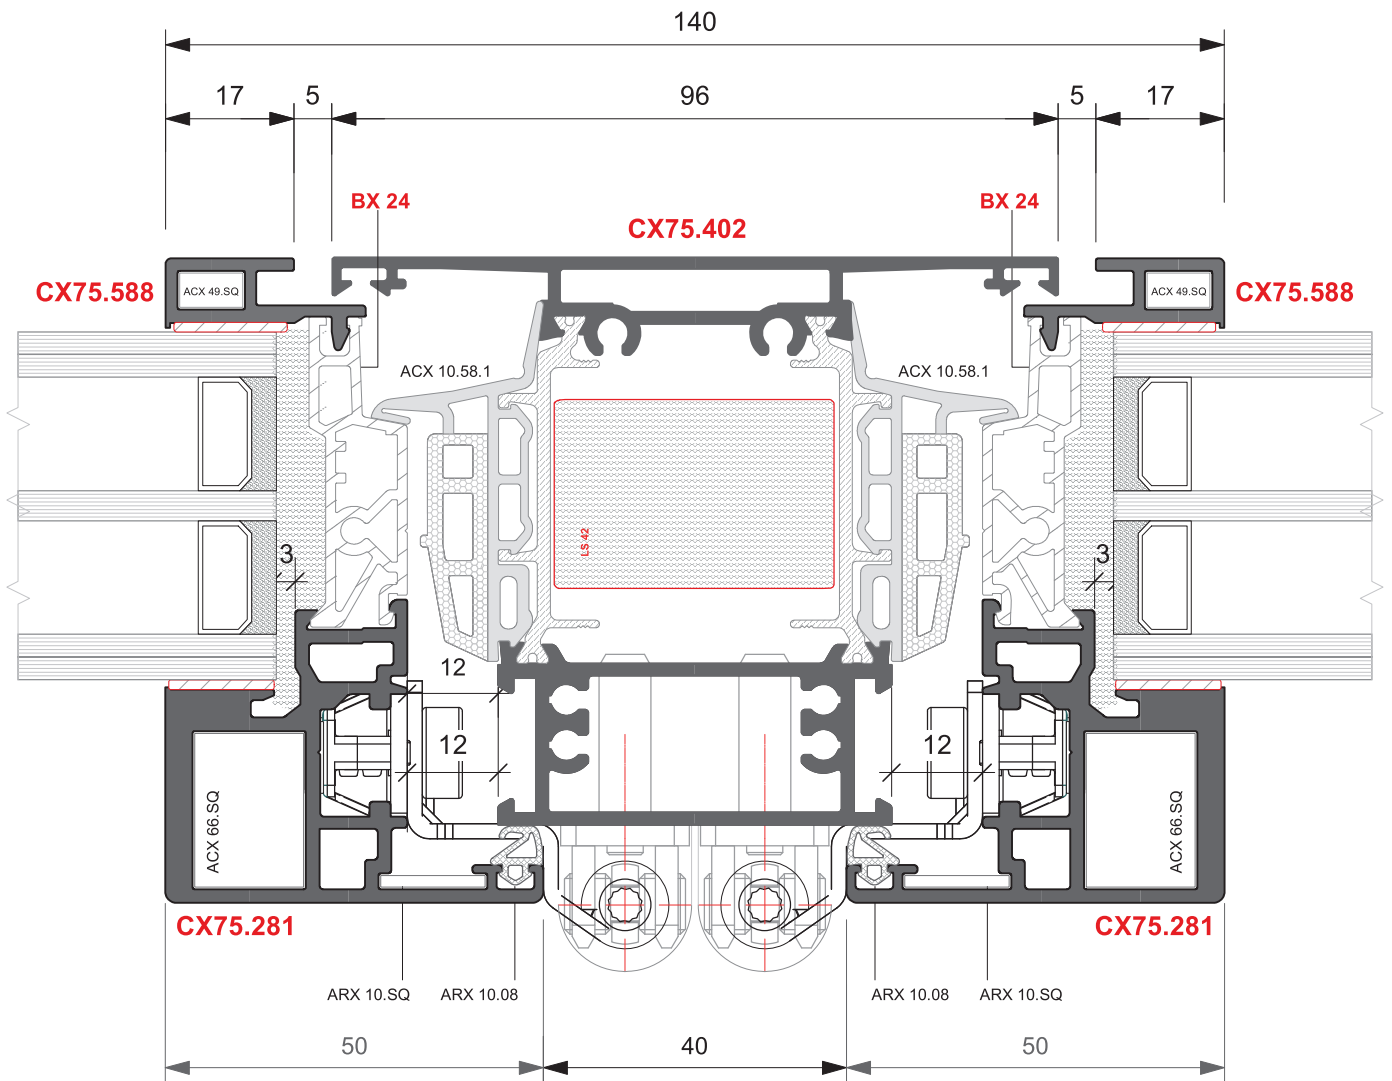 140
17 5 96 5 17
BX 24 BX 24
CX75.402
CX75.588 CX75.588
ACX 49.SQ ACX 49.SQ
ACX 10.58.1 ACX 10.58.1
LS 42
3 3
12
12 12
ACX 66.SQ ACX 66.SQ
CX75.281 CX75.281
ARX 10.SQ ARX 10.08 ARX 10.08 ARX 10.SQ
50 40 50